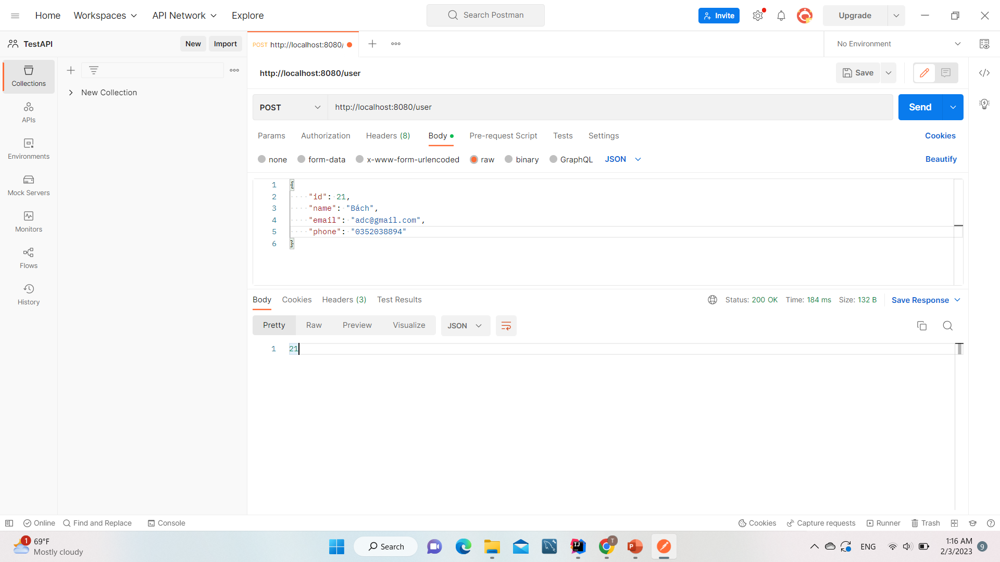 Home
Workspaces
API Network
Explore
Search Postman
Invite
Upgrade
TestAPI
New
Import
POST http://localhost:8080/
No Environment
Collections
APIs
Environments
Mock Servers
Monitors
Flows
History
New Collection
http://localhost:8080/user
Save
POST
http://localhost:8080/user
Send
Params
Authorization
Headers (8)
Body
Pre-request Script
Tests
Settings
Cookies
none
form-data
x-www-form-urlencoded
raw
binary
GraphQL
JSON
Beautify
1 {
2 "id": 21,
3 "name": "Bách",
4 "email": "adc@gmail.com",
5 "phone": "0352038894"
6 }
Body
Cookies
Headers (3)
Test Results
Status: 200 OK
Time: 184 ms
Size: 132 B
Save Response
Pretty
Raw
Preview
Visualize
JSON
1 21
Online
Find and Replace
Console
Cookies
Capture requests
Runner
Trash
1
69°F
Mostly cloudy
Search
IJ
T
P
ENG
1:16 AM
2/3/2023
9